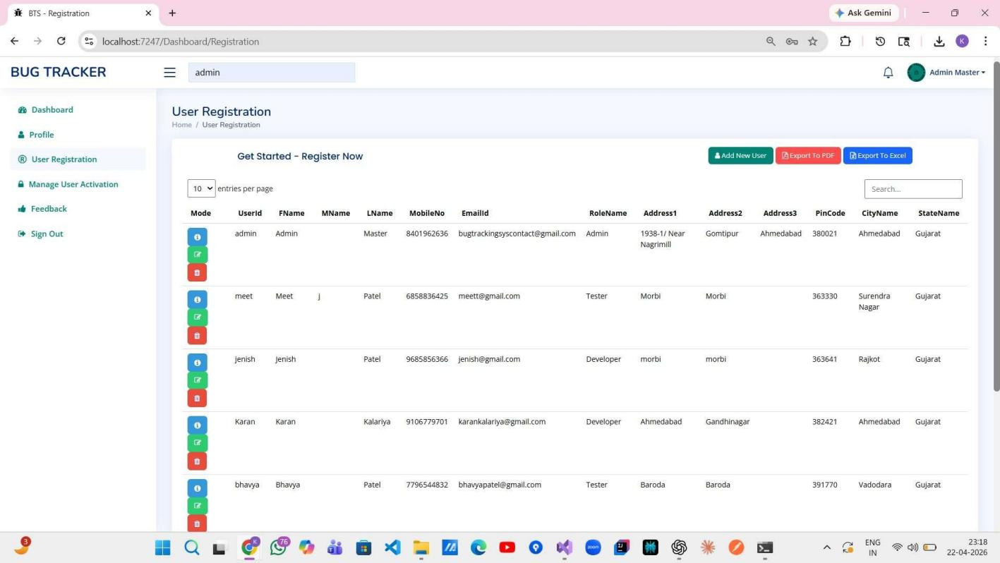 BTS - Registration
Ask Gemini
localhost:7247/Dashboard/Registration
K
BUG TRACKER
admin
Admin Master
Dashboard
Profile
User Registration
Manage User Activation
Feedback
Sign Out
User Registration
Home / User Registration
Get Started - Register Now
Add New User
Export To PDF
Export To Excel
10 entries per page
Search...
Mode UserId FName MName LName MobileNo EmailId RoleName Address1 Address2 Address3 PinCode CityName StateName
admin Admin Master 8401962636 bugtrackingsyscontact@gmail.com Admin 1938-1/ Near Gomtipur Ahmedabad 380021 Ahmedabad Gujarat
Nagrimill
meet Meet j Patel 6858836425 meett@gmail.com Tester Morbi Morbi 363330 Surendra Gujarat
Nagar
jenish Jenish Patel 9685856366 jenish@gmail.com Developer morbi morbi 363641 Rajkot Gujarat
Karan Karan Kalariya 9106779701 karankalariya@gmail.com Developer Ahmedabad Gandhinagar 382421 Ahmedabad Gujarat
bhavya Bhavya Patel 7796544832 bhavyapatel@gmail.com Tester Baroda Baroda 391770 Vadodara Gujarat
3
K
76
zoom
IJ
ENG
IN
23:18
22-04-2026